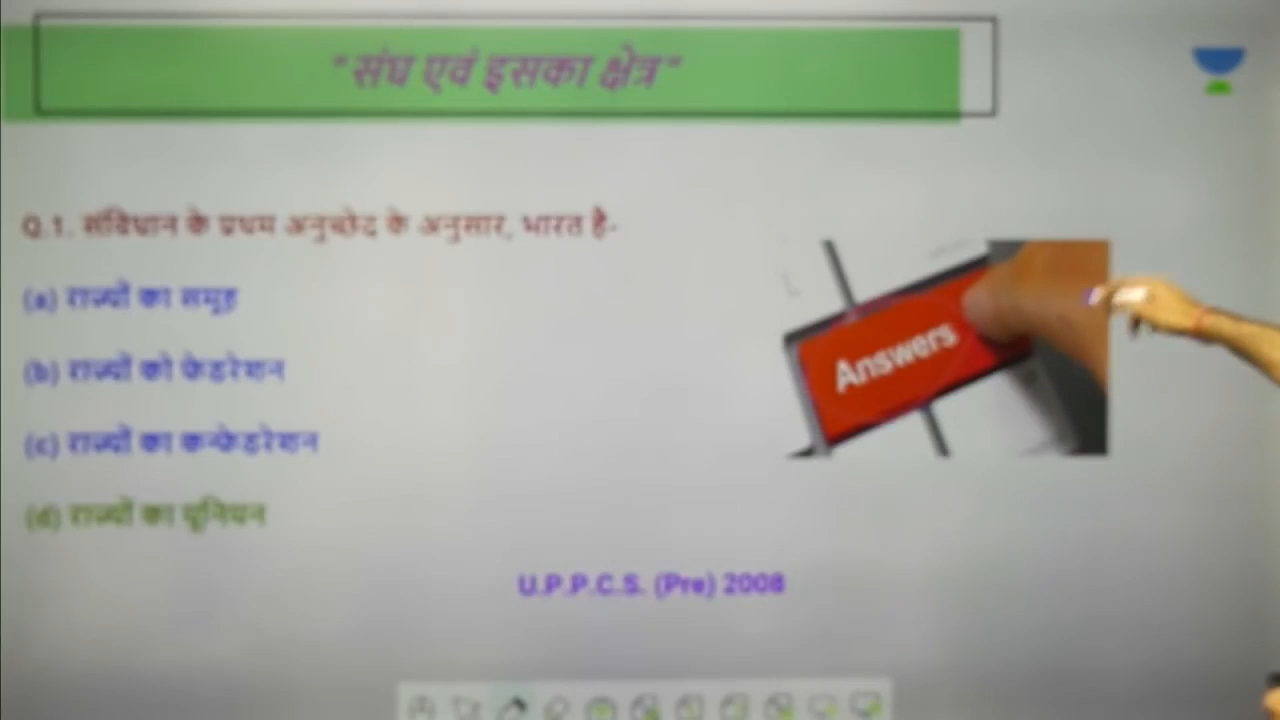 "संघ एवं इसका क्षेत्र"
Q.1. संविधान के प्रथम अनुच्छेद के अनुसार, भारत है-
(a) राज्यों का समूह
(b) राज्यों को फेडरेशन
(c) राज्यों का कन्फेडरेशन
(d) राज्यों का यूनियन
Answers
U.P.P.C.S. (Pre) 2008